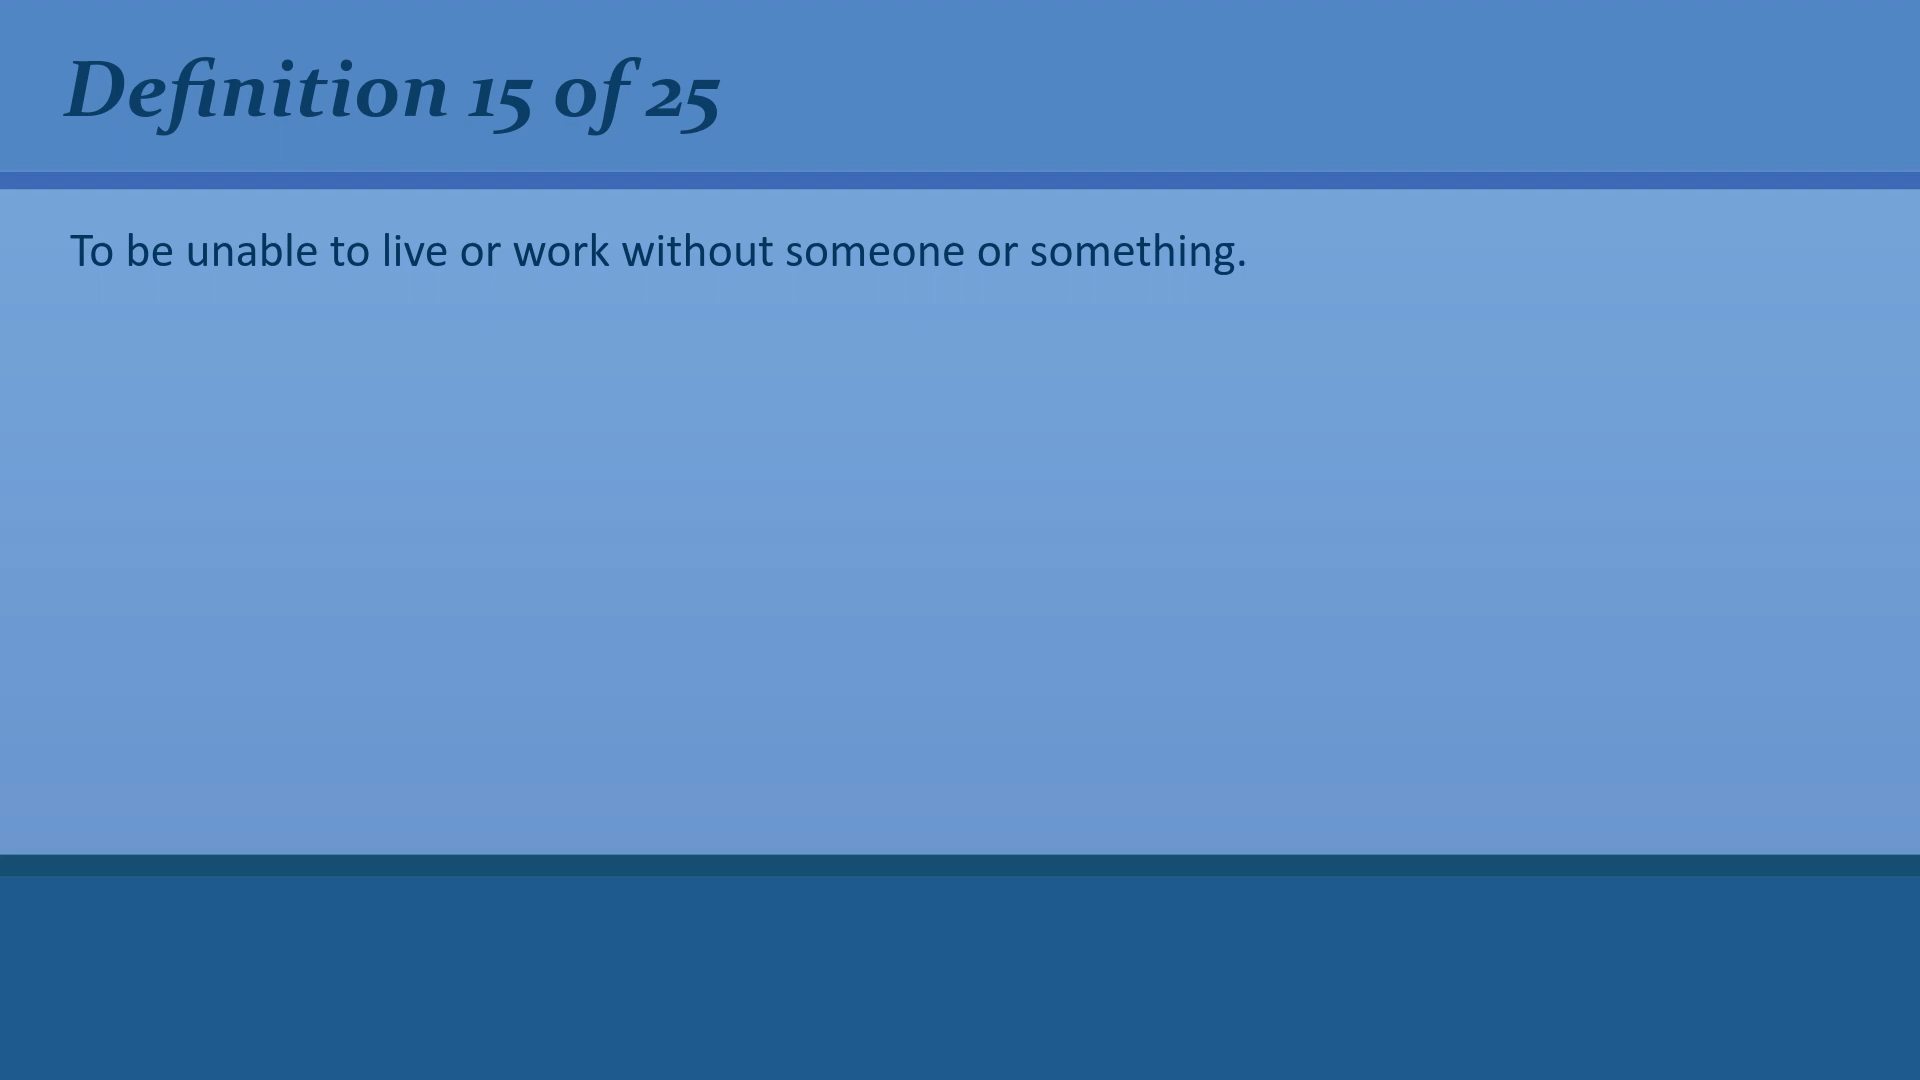 Definition 15 of 25
To be unable to live or work without someone or something.